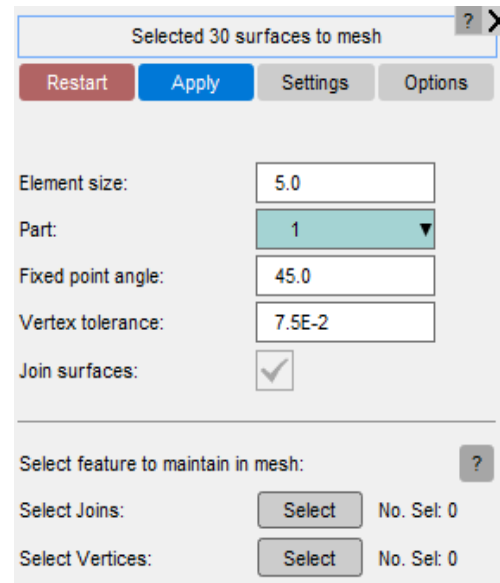 ? X
Selected 30 surfaces to mesh
Restart Apply Settings Options
Element size: 5.0
Part: 1
Fixed point angle: 45.0
Vertex tolerance: 7.5E-2
Join surfaces:
Select feature to maintain in mesh: ?
Select Joins: Select No. Sel: 0
Select Vertices: Select No. Sel: 0